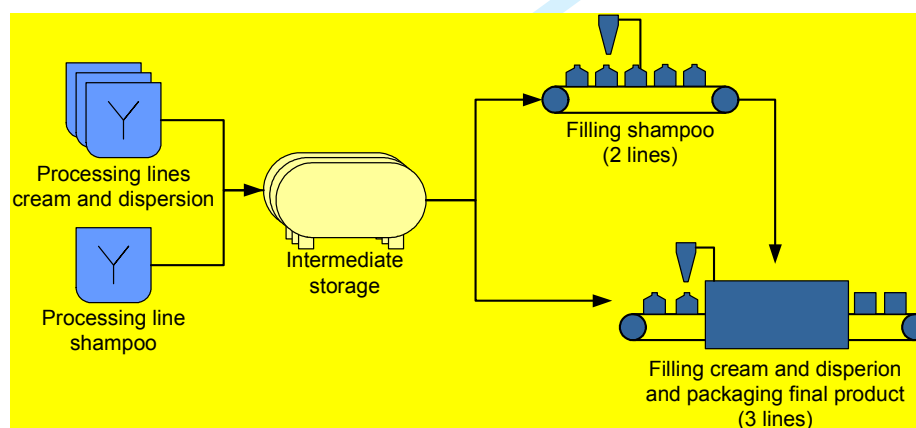 Processing lines
cream and dispersion
Processing line
shampoo
Intermediate
storage
Filling shampoo
(2 lines)
Filling cream and disperion
and packaging final product
(3 lines)